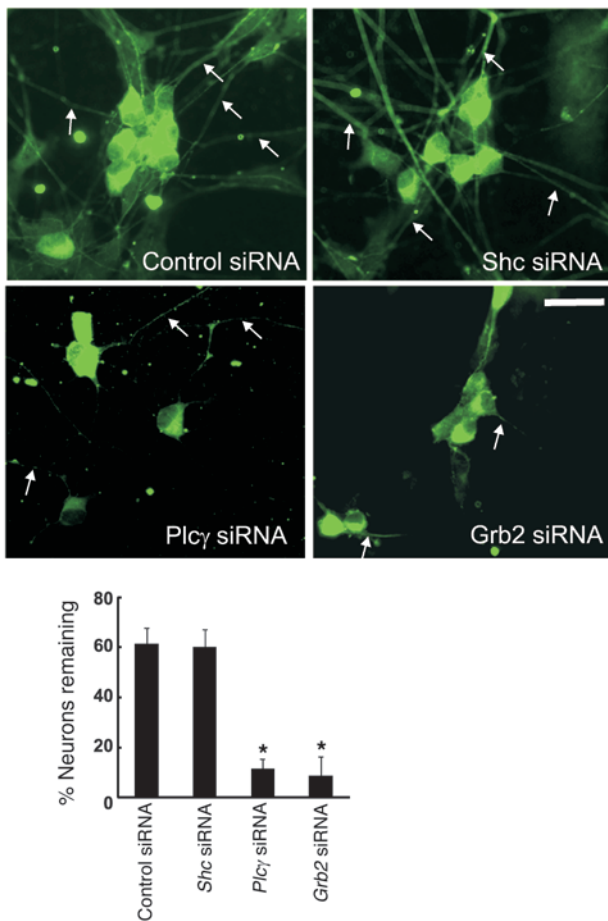 Control siRNA
Shc siRNA
Plcγ siRNA
Grb2 siRNA
% Neurons remaining
80
60
40
20
0
*
*
Control siRNA
Shc siRNA
Plcγ siRNA
Grb2 siRNA